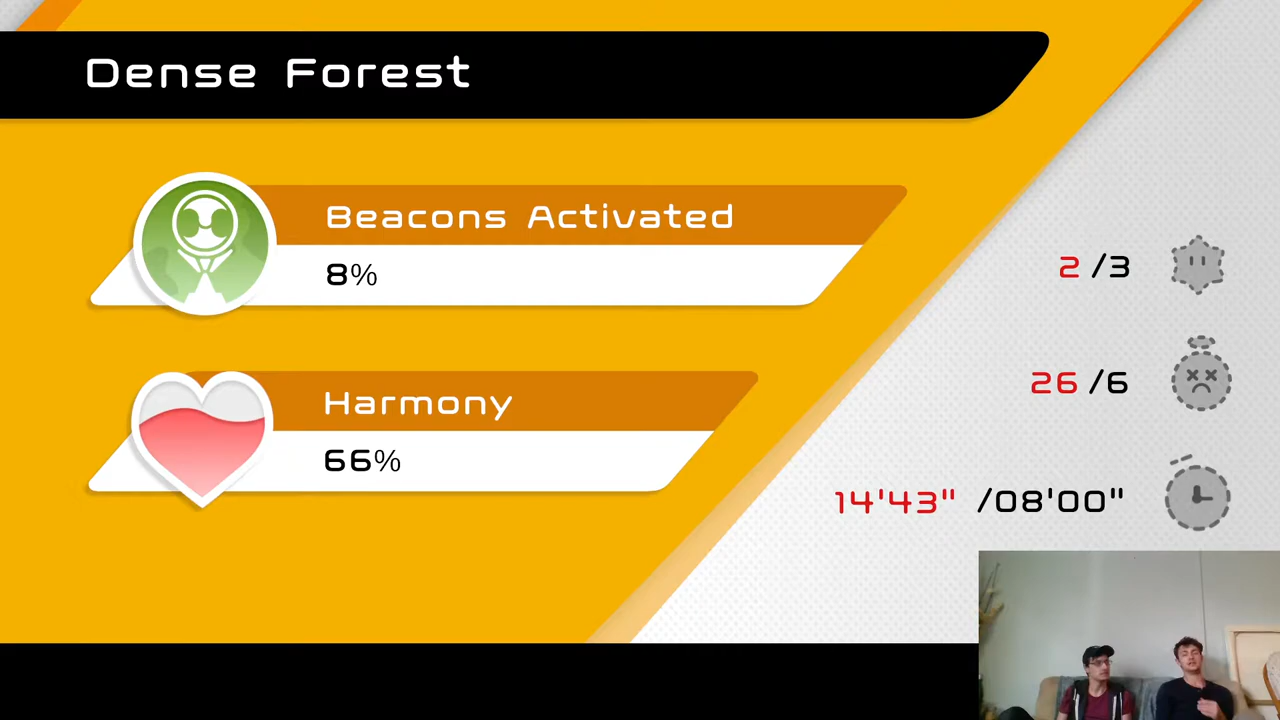 Dense Forest
Beacons Activated
8%
Harmony
66%
2 /3
26 /6
14'43" /08'00"